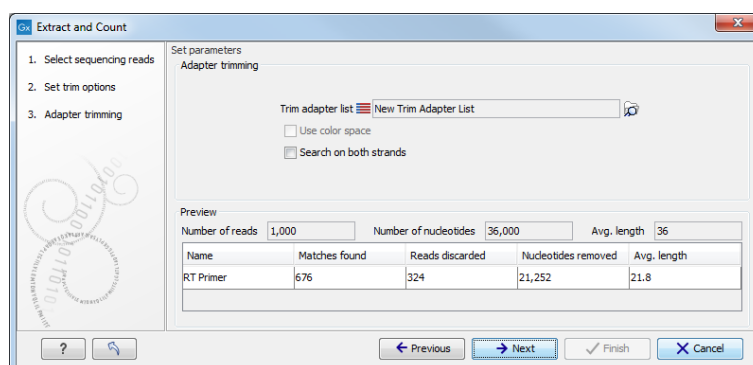 Gx Extract and Count
1. Select sequencing reads
2. Set trim options
3. Adapter trimming
Set parameters
Adapter trimming
Trim adapter list New Trim Adapter List
Use color space
Search on both strands
Preview
Number of reads 1,000 Number of nucleotides 36,000 Avg. length 36
Name Matches found Reads discarded Nucleotides removed Avg. length
RT Primer 676 324 21,252 21.8
? Previous Next Finish Cancel